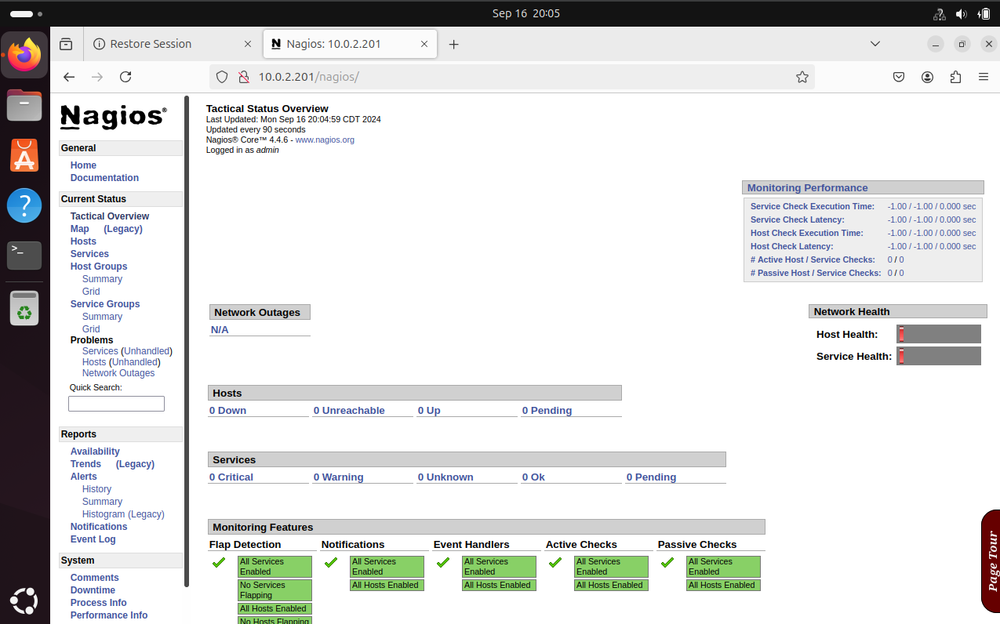 Sep 16 20:05
Restore Session
Nagios: 10.0.2.201
10.0.2.201/nagios/
Nagios®
General
Home
Documentation
Current Status
Tactical Overview
Map (Legacy)
Hosts
Services
Host Groups
Summary
Grid
Service Groups
Summary
Grid
Problems
Services (Unhandled)
Hosts (Unhandled)
Network Outages
Quick Search:
Reports
Availability
Trends (Legacy)
Alerts
History
Summary
Histogram (Legacy)
Notifications
Event Log
System
Comments
Downtime
Process Info
Performance Info
Tactical Status Overview
Last Updated: Mon Sep 16 20:04:59 CDT 2024
Updated every 90 seconds
Nagios® Core™ 4.4.6 - www.nagios.org
Logged in as admin
Monitoring Performance
Service Check Execution Time: -1.00 / -1.00 / 0.000 sec
Service Check Latency: -1.00 / -1.00 / 0.000 sec
Host Check Execution Time: -1.00 / -1.00 / 0.000 sec
Host Check Latency: -1.00 / -1.00 / 0.000 sec
# Active Host / Service Checks: 0 / 0
# Passive Host / Service Checks: 0 / 0
Network Outages
N/A
Network Health
Host Health:
Service Health:
Hosts
0 Down 0 Unreachable 0 Up 0 Pending
Services
0 Critical 0 Warning 0 Unknown 0 Ok 0 Pending
Monitoring Features
Flap Detection Notifications Event Handlers Active Checks Passive Checks
All Services Enabled
No Services Flapping
All Hosts Enabled
No Hosts Flapping
All Services Enabled
All Hosts Enabled
All Services Enabled
All Hosts Enabled
All Services Enabled
All Hosts Enabled
All Services Enabled
All Hosts Enabled
Page Tour